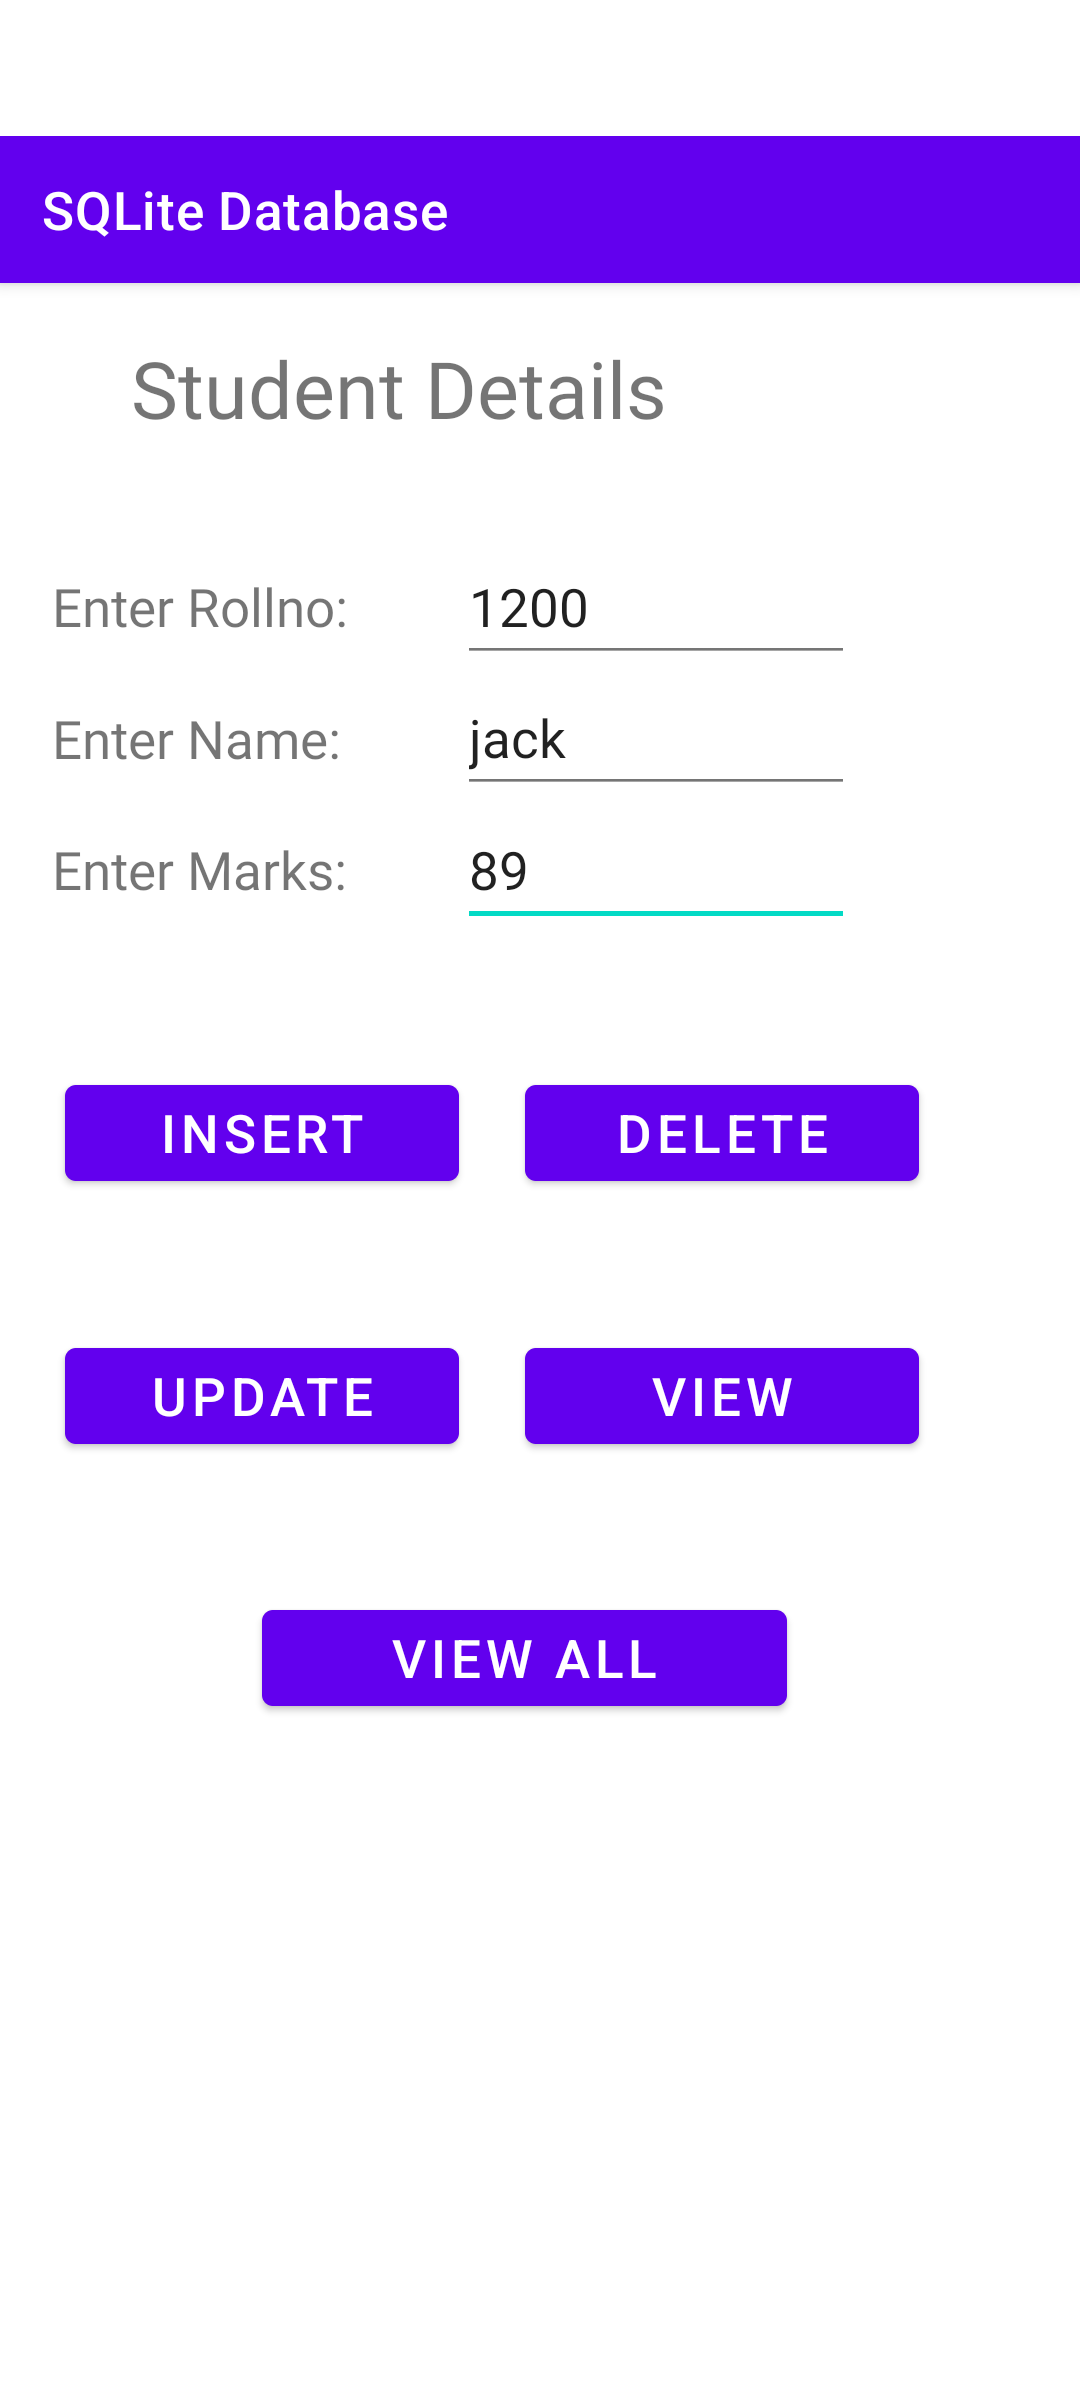 SQLite Database
Student Details
Enter Rollno: 1200
Enter Name: jack
Enter Marks: 89
INSERT DELETE
UPDATE VIEW
VIEW ALL